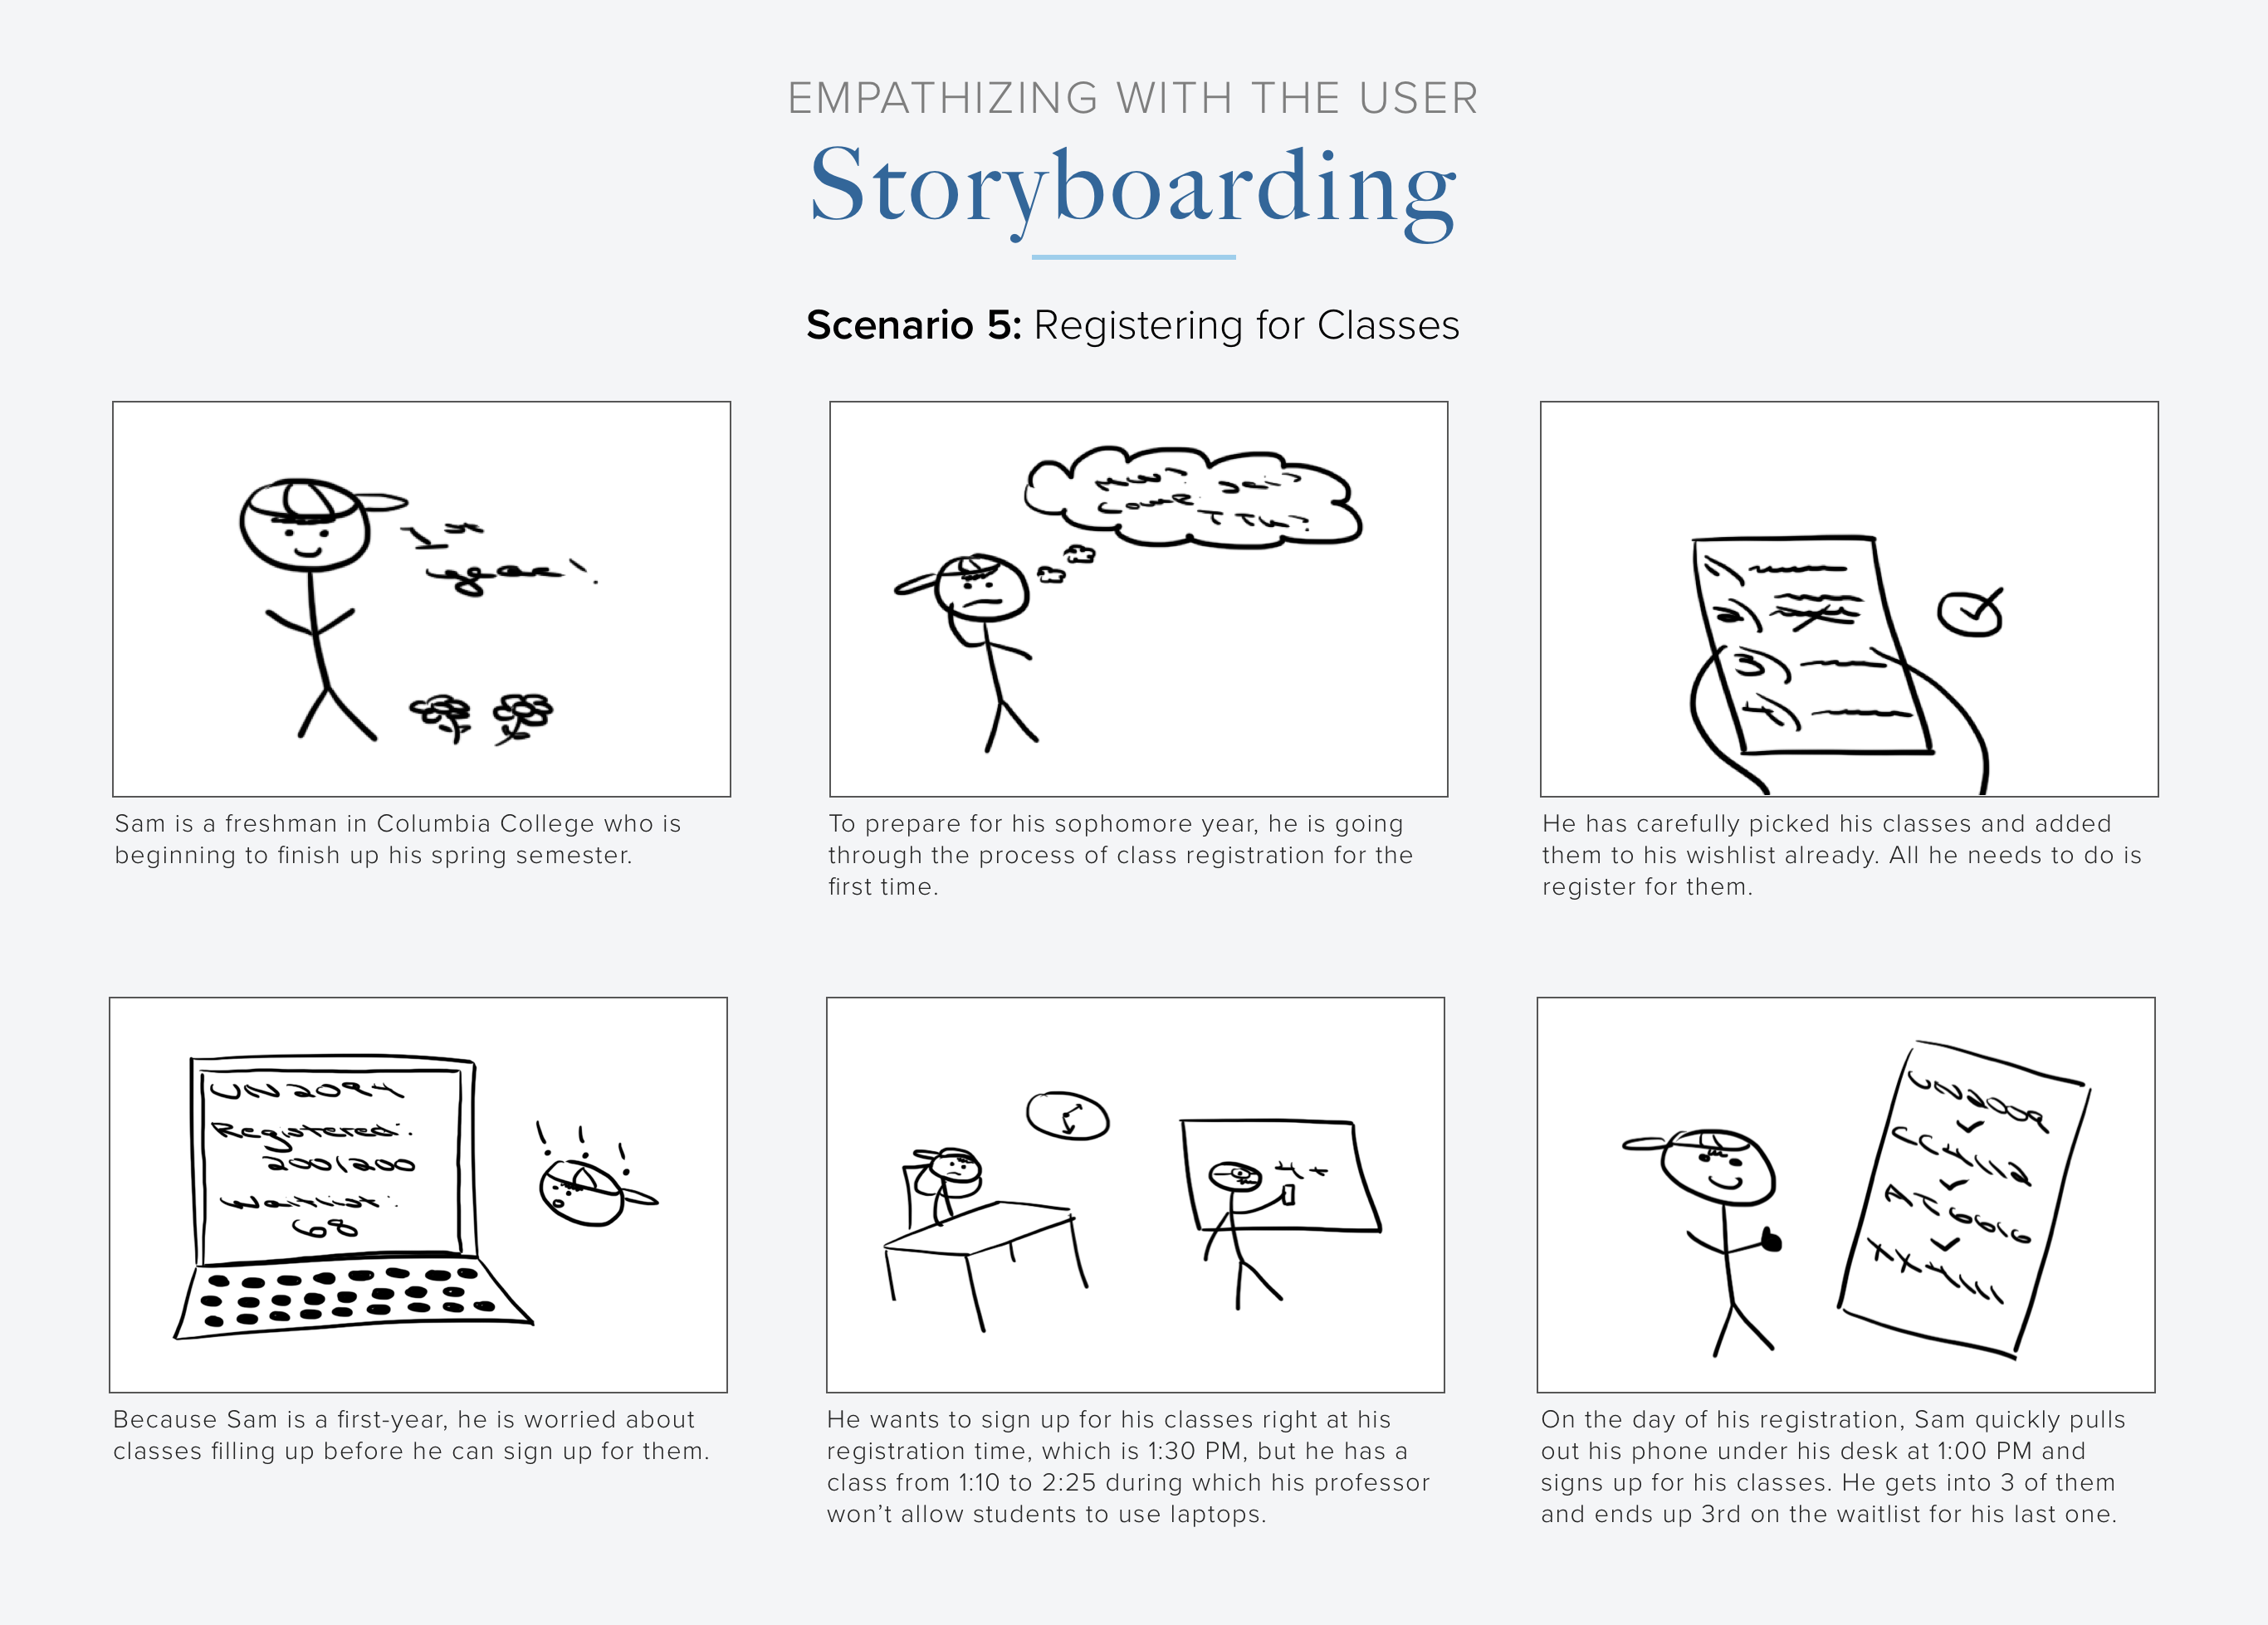 EMPATHIZING WITH THE USER
Storyboarding
Scenario 5: Registering for Classes
1st
year!
Sam is a freshman in Columbia College who is
beginning to finish up his spring semester.
To prepare for his sophomore year, he is going
through the process of class registration for the
first time.
1)
2)
3)
4)
He has carefully picked his classes and added
them to his wishlist already. All he needs to do is
register for them.
UN2094
Registered:
200/200
Waitlist:
68
Because Sam is a first-year, he is worried about
classes filling up before he can sign up for them.
He wants to sign up for his classes right at his
registration time, which is 1:30 PM, but he has a
class from 1:10 to 2:25 during which his professor
won’t allow students to use laptops.
CC1112
AT6616
XX4111
On the day of his registration, Sam quickly pulls
out his phone under his desk at 1:00 PM and
signs up for his classes. He gets into 3 of them
and ends up 3rd on the waitlist for his last one.